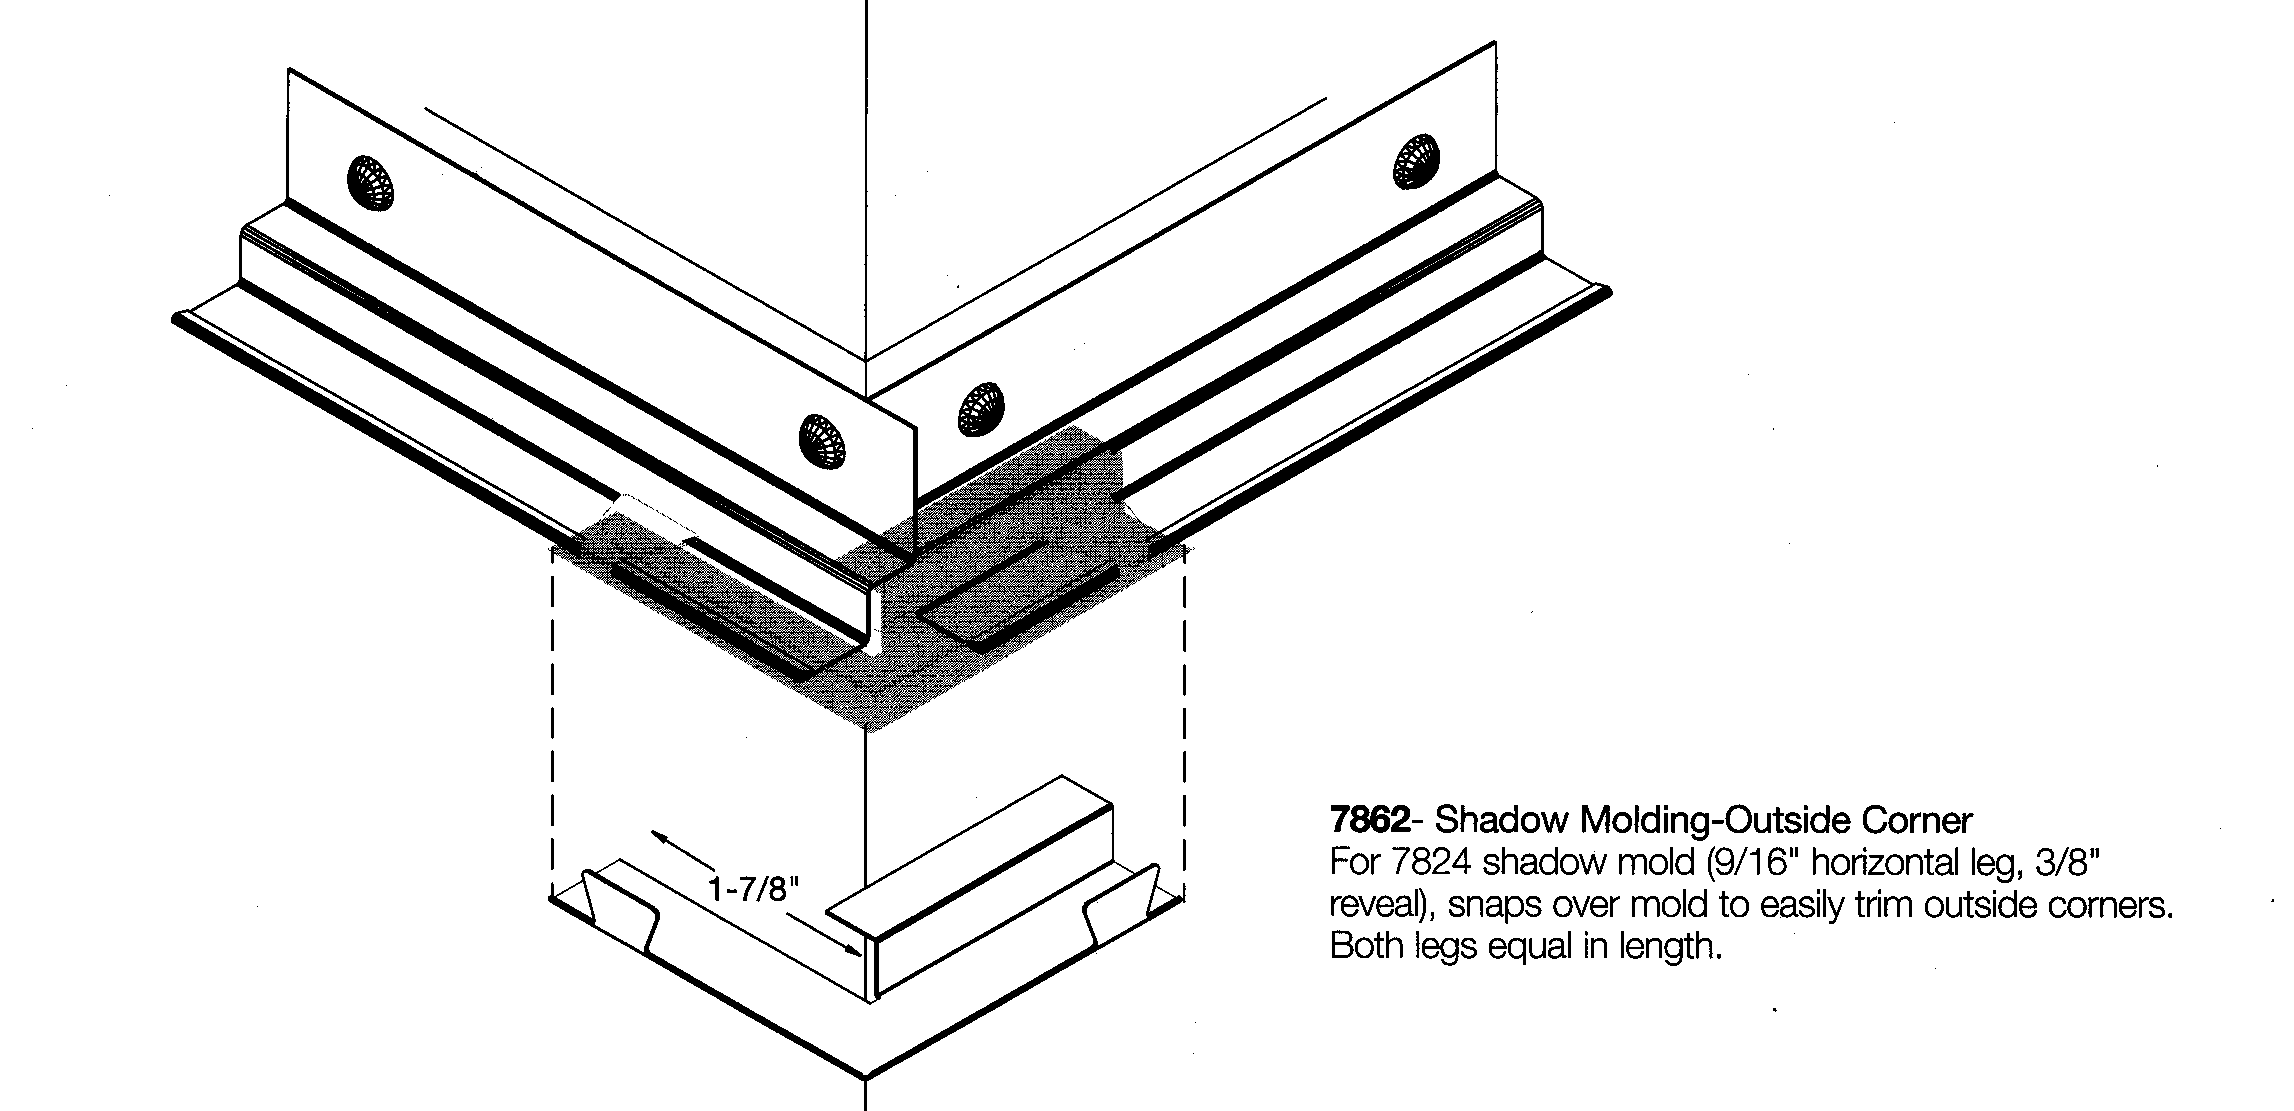 1-7/8"
7862- Shadow Molding-Outside Corner
For 7824 shadow mold (9/16" horizontal leg, 3/8"
reveal), snaps over mold to easily trim outside corners.
Both legs equal in length.